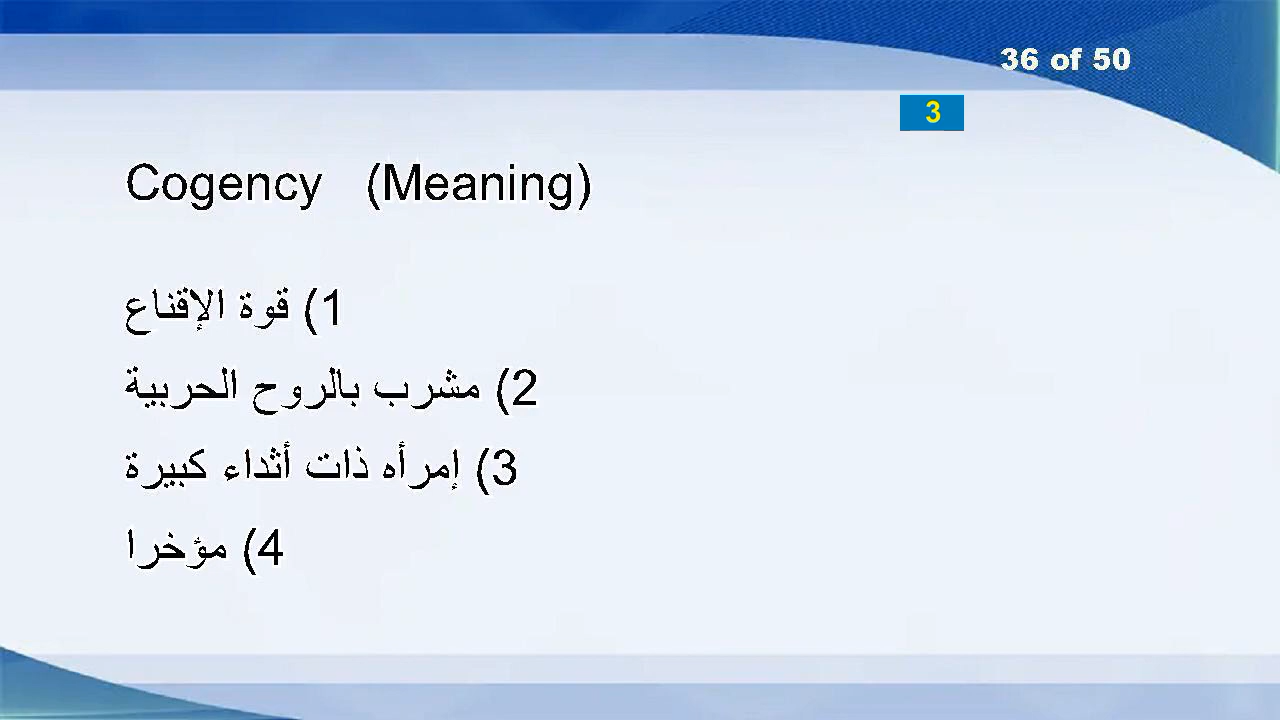 36 of 50
3
Cogency (Meaning)
1) قوة الإقناع
2) مشرب بالروح الحربية
3) إمرأه ذات أثداء كبيرة
4) مؤخرا